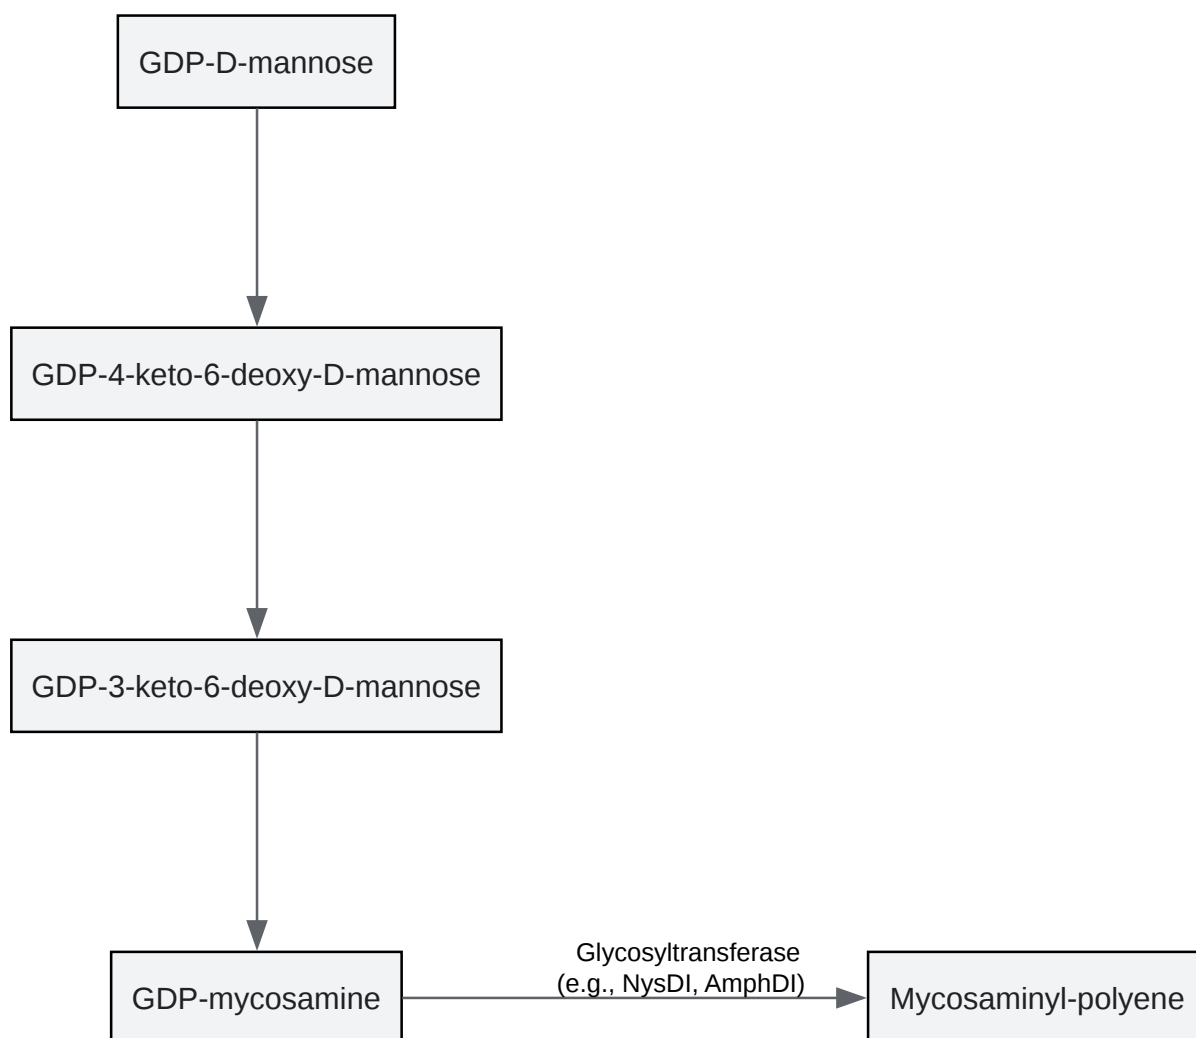 GDP-D-mannose
GDP-4-keto-6-deoxy-D-mannose
GDP-3-keto-6-deoxy-D-mannose
GDP-mycosamine
Glycosyltransferase
(e.g., NysDI, AmphDI)
Mycosaminyl-polyene